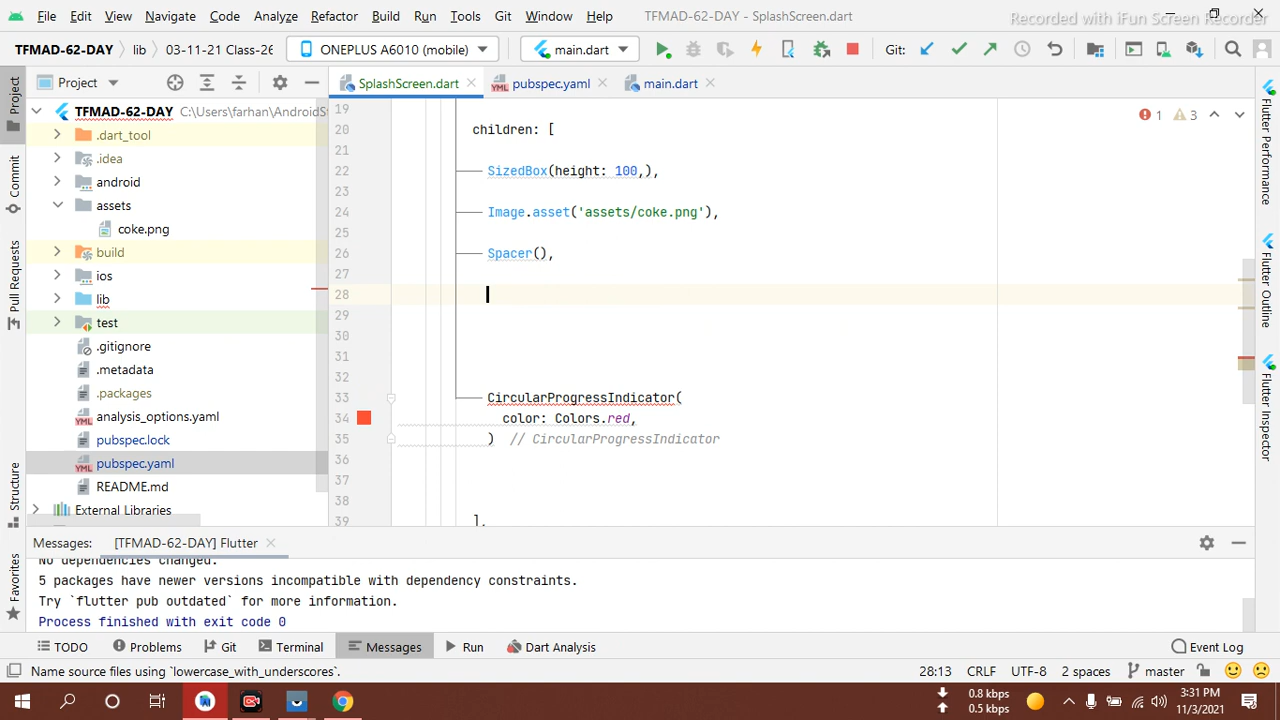 File Edit View Navigate Code Analyze Refactor Build Run Tools Git Window Help TFMAD-62-DAY - SplashScreen.dart
Recorded with iFun Screen Recorder
TFMAD-62-DAY lib 03-11-21 Class-26 ONEPLUS A6010 (mobile) main.dart Git:
Project SplashScreen.dart pubspec.yaml main.dart
Project
Commit
Pull Requests
Structure
Favorites
TFMAD-62-DAY C:\Users\farhan\AndroidSt
.dart_tool
.idea
android
assets
coke.png
build
ios
lib
test
.gitignore
.metadata
.packages
analysis_options.yaml
pubspec.lock
pubspec.yaml
README.md
External Libraries
1 3
19
20 children: [
21
22 SizedBox(height: 100,),
23
24 Image.asset('assets/coke.png'),
25
26 Spacer(),
27
28
29
30
31
32
33 CircularProgressIndicator(
34 color: Colors.red,
35 ) // CircularProgressIndicator
36
37
38
39 ],
Flutter Performance
Flutter Outline
Flutter Inspector
Messages: [TFMAD-62-DAY] Flutter
No dependencies changed.
5 packages have newer versions incompatible with dependency constraints.
Try `flutter pub outdated` for more information.
Process finished with exit code 0
TODO Problems Git Terminal Messages Run Dart Analysis Event Log
Name source files using `lowercase_with_underscores`. 28:13 CRLF UTF-8 2 spaces master
0.8 kbps
0.5 kbps
3:31 PM
11/3/2021